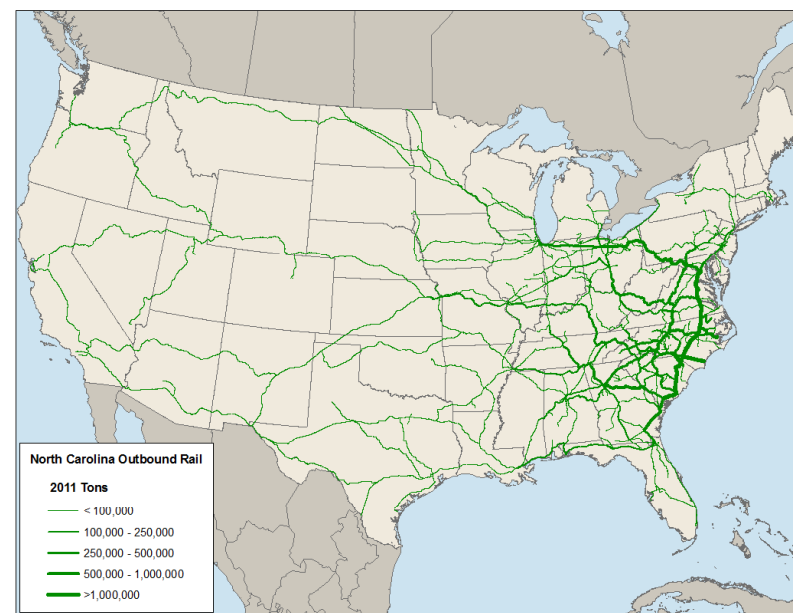 North Carolina Outbound Rail
2011 Tons
< 100,000
100,000 - 250,000
250,000 - 500,000
500,000 - 1,000,000
>1,000,000